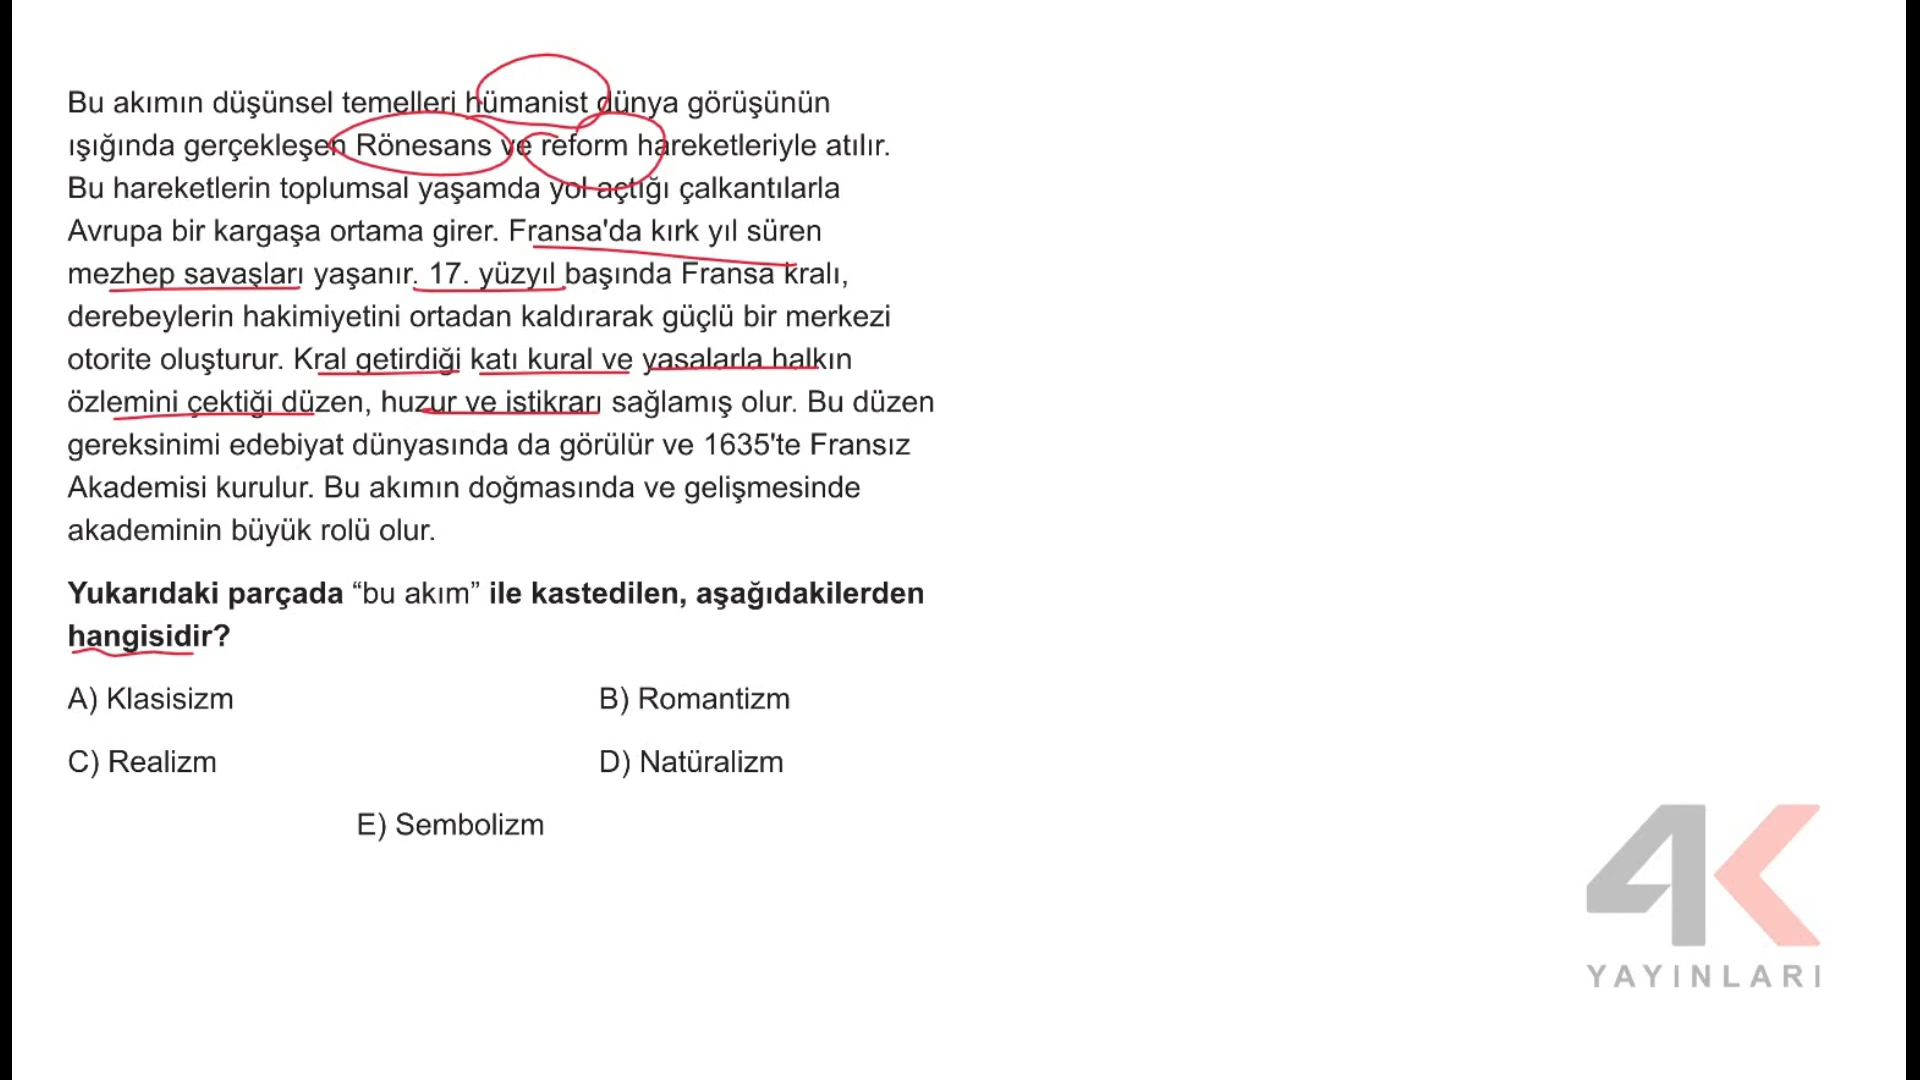 Bu akımın düşünsel temelleri hümanist dünya görüşünün
ışığında gerçekleşen Rönesans ve reform hareketleriyle atılır.
Bu hareketlerin toplumsal yaşamda yol açtığı çalkantılarla
Avrupa bir kargaşa ortama girer. Fransa'da kırk yıl süren
mezhep savaşları yaşanır. 17. yüzyıl başında Fransa kralı,
derebeylerin hakimiyetini ortadan kaldırarak güçlü bir merkezi
otorite oluşturur. Kral getirdiği katı kural ve yasalarla halkın
özlemini çektiği düzen, huzur ve istikrarı sağlamış olur. Bu düzen
gereksinimi edebiyat dünyasında da görülür ve 1635'te Fransız
Akademisi kurulur. Bu akımın doğmasında ve gelişmesinde
akademinin büyük rolü olur.
Yukarıdaki parçada “bu akım” ile kastedilen, aşağıdakilerden
hangisidir?
A) Klasisizm
B) Romantizm
C) Realizm
D) Natüralizm
E) Sembolizm
4K
YAYINLARI